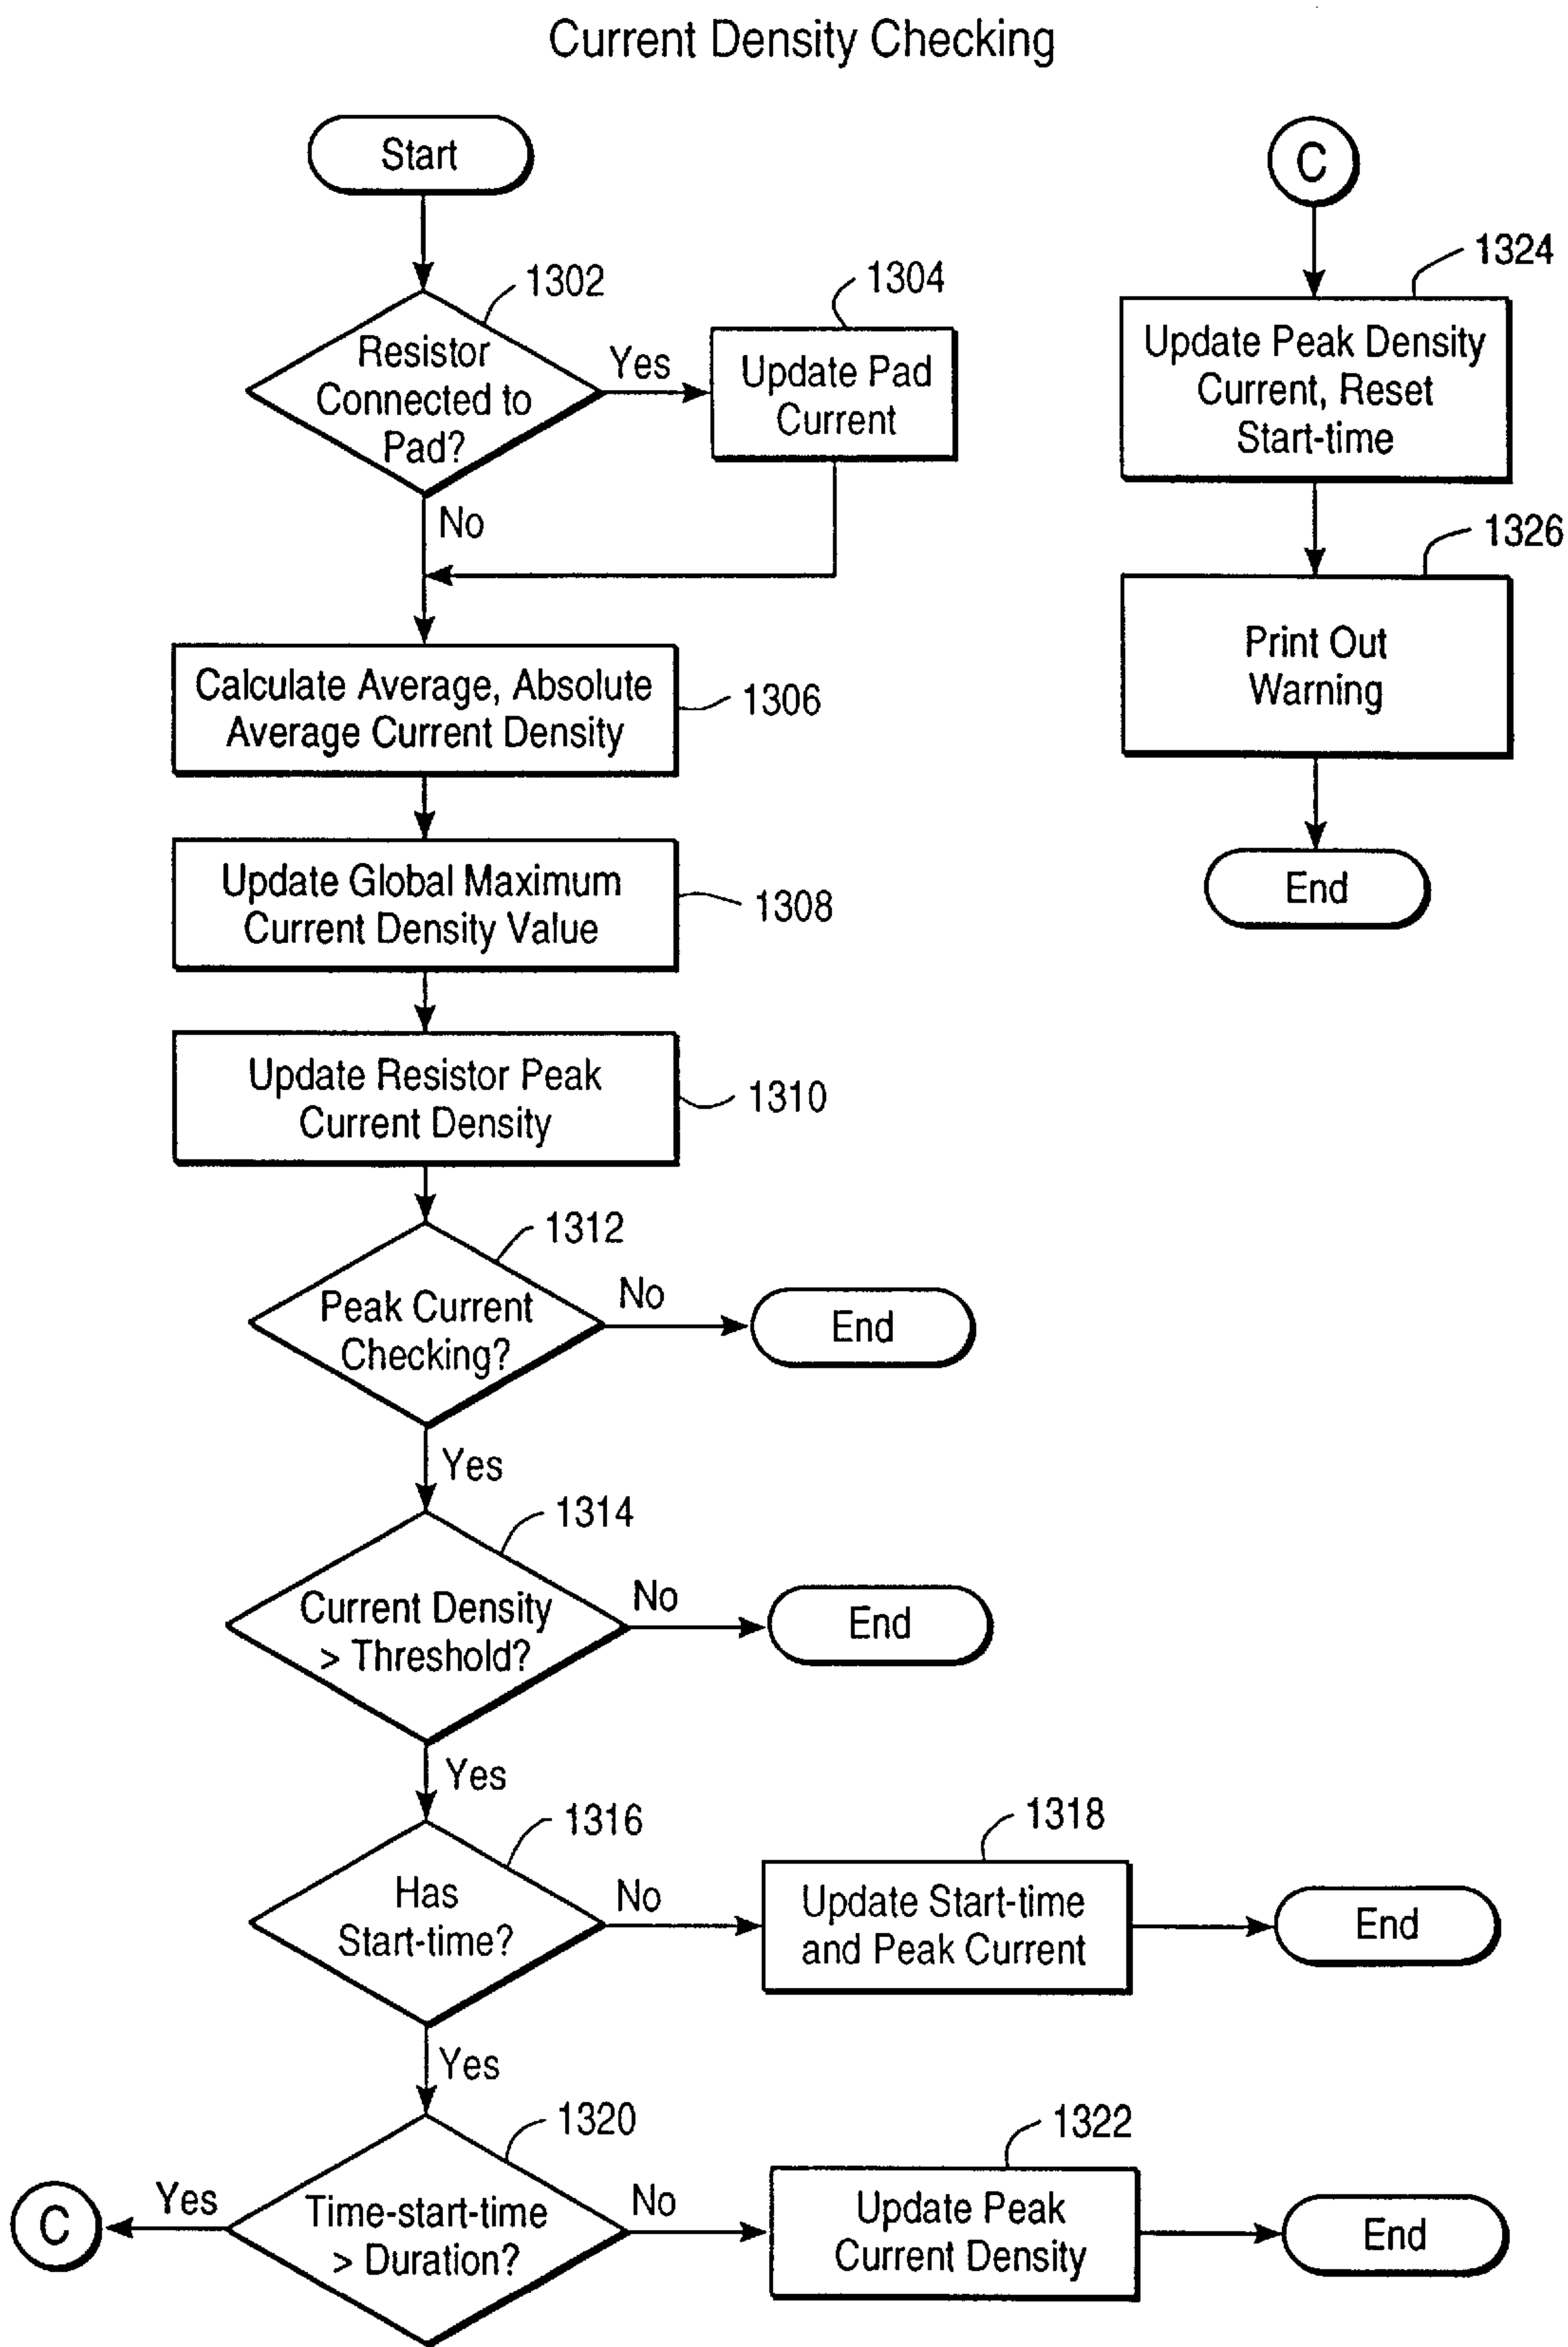 Current Density Checking
Start
1302
Resistor
Connected to
Pad?
Yes
1304
Update Pad
Current
No
Calculate Average, Absolute
Average Current Density
1306
Update Global Maximum
Current Density Value
1308
Update Resistor Peak
Current Density
1310
1312
Peak Current
Checking?
No
End
Yes
1314
Current Density
> Threshold?
No
End
Yes
1316
Has
Start-time?
No
1318
Update Start-time
and Peak Current
End
Yes
1320
Time-start-time
> Duration?
Yes
C
No
1322
Update Peak
Current Density
End
C
1324
Update Peak Density
Current, Reset
Start-time
1326
Print Out
Warning
End